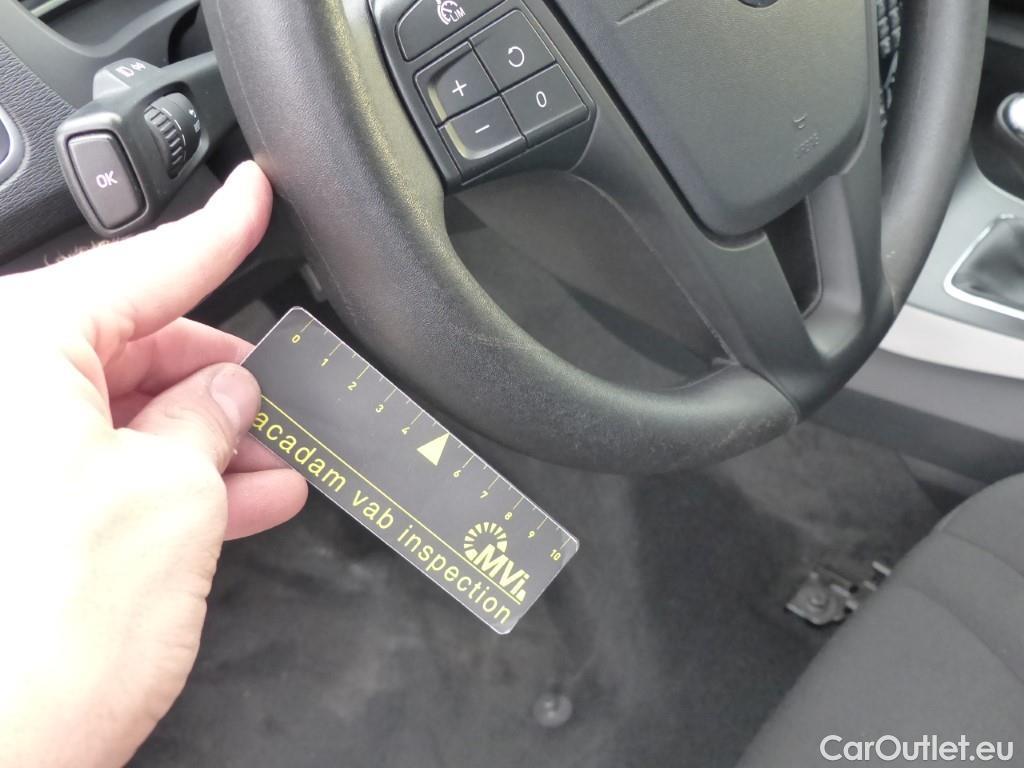 LIM
+
-
0
OK
0 1 2 3 4 6 7 8 9 10
acadam vab inspection
MVi
CarOutlet.eu